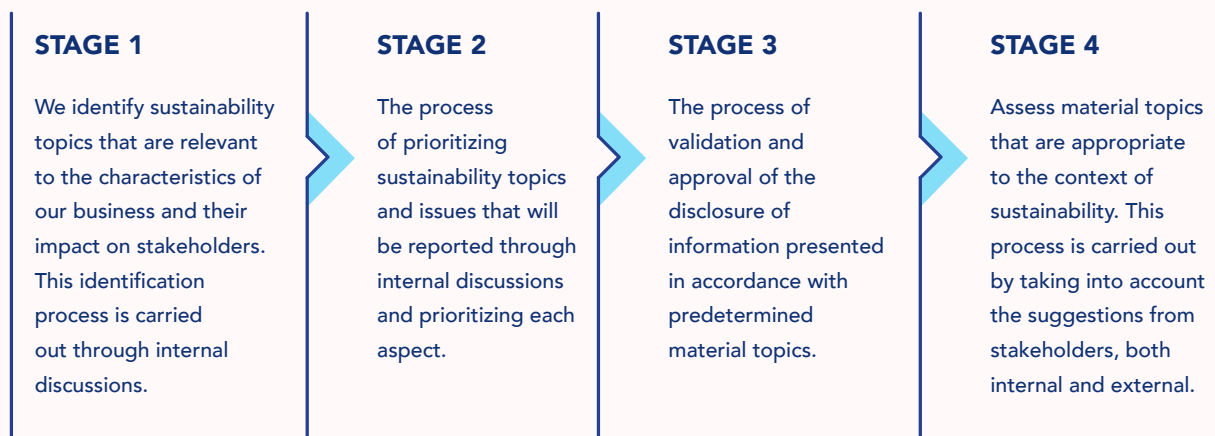 STAGE 1
We identify sustainability
topics that are relevant
to the characteristics of
our business and their
impact on stakeholders.
This identification
process is carried
out through internal
discussions.
STAGE 2
The process
of prioritizing
sustainability topics
and issues that will
be reported through
internal discussions
and prioritizing each
aspect.
STAGE 3
The process of
validation and
approval of the
disclosure of
information presented
in accordance with
predetermined
material topics.
STAGE 4
Assess material topics
that are appropriate
to the context of
sustainability. This
process is carried out
by taking into account
the suggestions from
stakeholders, both
internal and external.